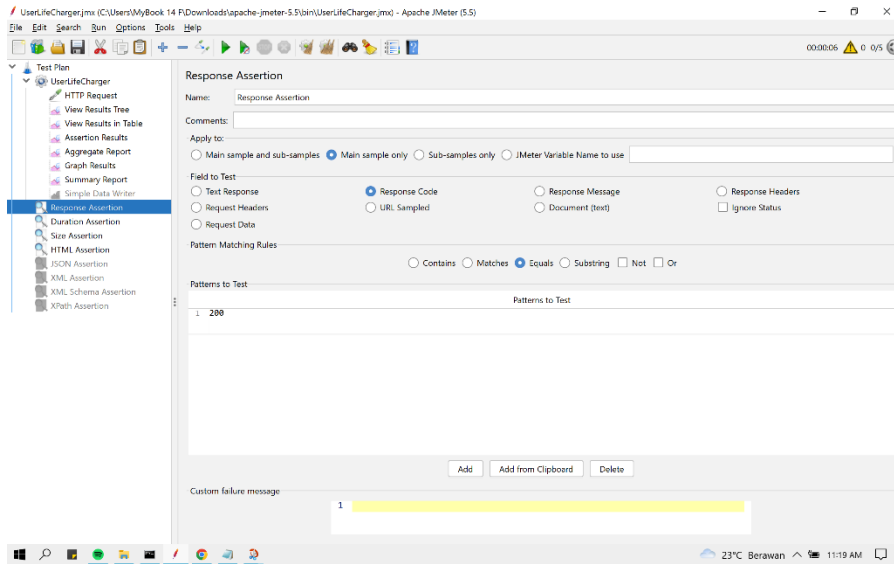 UserLifeCharger.jmx (C:\Users\MyBook 14 F\Downloads\apache-jmeter-5.5\bin\UserLifeCharger.jmx) - Apache JMeter (5.5)
File Edit Search Run Options Tools Help
00:00:06 0 0/5
Test Plan
UserLifeCharger
HTTP Request
View Results Tree
View Results in Table
Assertion Results
Aggregate Report
Graph Results
Summary Report
Simple Data Writer
Response Assertion
Duration Assertion
Size Assertion
HTML Assertion
JSON Assertion
XML Assertion
XML Schema Assertion
XPath Assertion
Response Assertion
Name: Response Assertion
Comments:
Apply to:
Main sample and sub-samples Main sample only Sub-samples only JMeter Variable Name to use
Field to Test
Text Response Response Code Response Message Response Headers
Request Headers URL Sampled Document (text) Ignore Status
Request Data
Pattern Matching Rules
Contains Matches Equals Substring Not Or
Patterns to Test
Patterns to Test
1 200
Add Add from Clipboard Delete
Custom failure message
1
23°C Berawan 11:19 AM